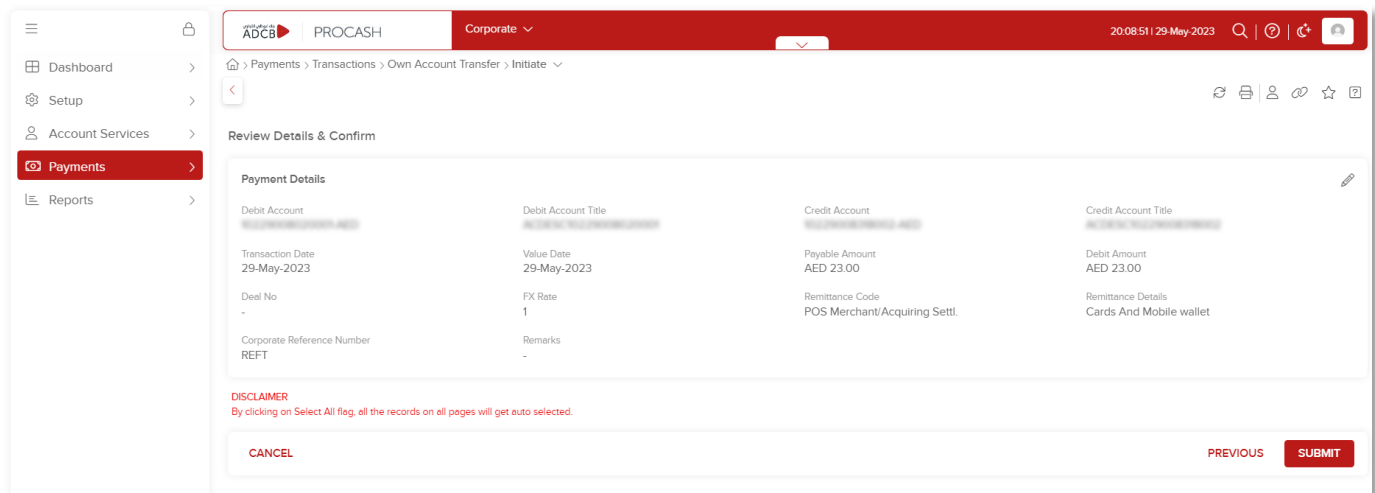 ADCB
PROCASH
Corporate
20:08:51 | 29-May-2023
Dashboard
Setup
Account Services
Payments
Reports
Payments > Transactions > Own Account Transfer > Initiate
Review Details & Confirm
Payment Details
Debit Account
Debit Account Title
Credit Account
Credit Account Title
Transaction Date
Value Date
Payable Amount
Debit Amount
29-May-2023
29-May-2023
AED 23.00
AED 23.00
Deal No
FX Rate
Remittance Code
Remittance Details
-
1
POS Merchant/Acquiring Settl.
Cards And Mobile wallet
Corporate Reference Number
Remarks
REFT
-
DISCLAIMER
By clicking on Select All flag, all the records on all pages will get auto selected.
CANCEL
PREVIOUS
SUBMIT